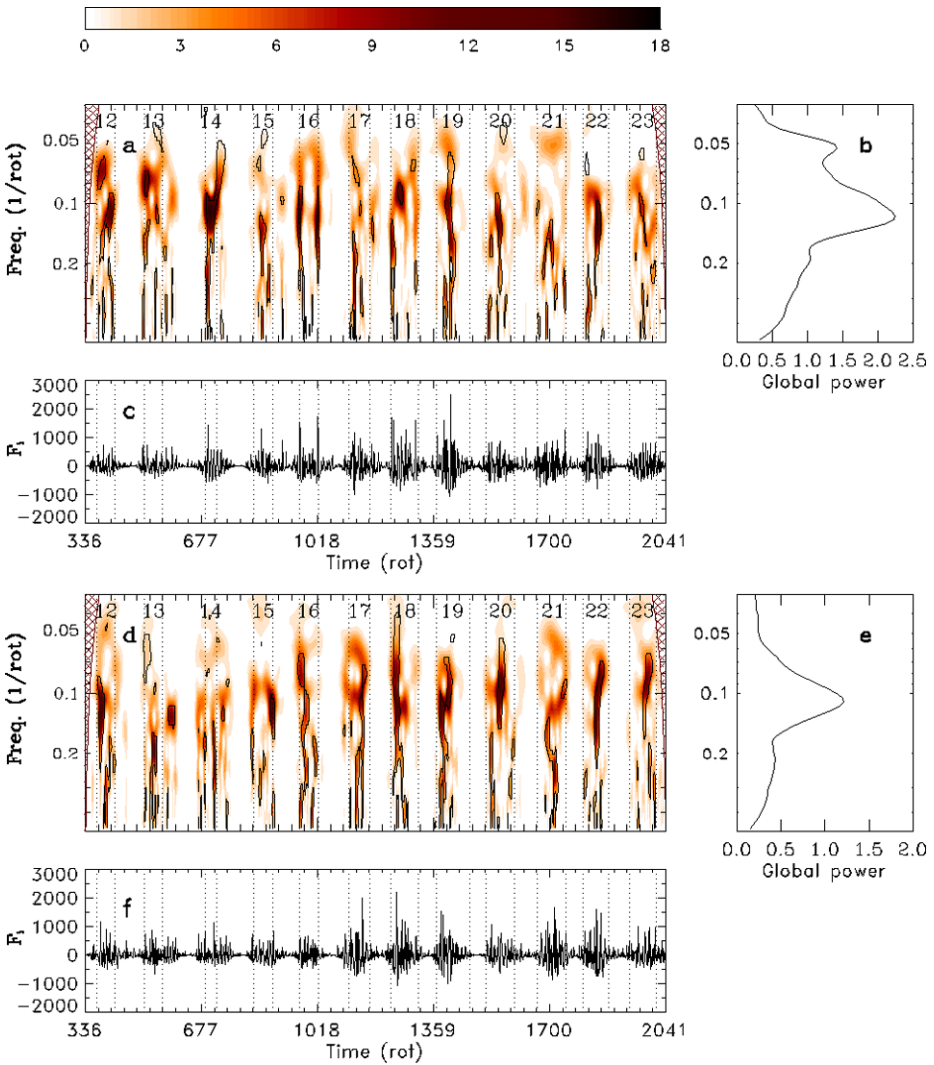 0 3 6 9 12 15 18
a 12 13 14 15 16 17 18 19 20 21 22 23
b
0.05 0.05
0.1 0.1
0.2 0.2
Freq. (1/rot)
0.0 0.5 1.0 1.5 2.0 2.5
Global power
c
3000
2000
1000
0
−1000
−2000
F_i
336 677 1018 1359 1700 2041
Time (rot)
d 12 13 14 15 16 17 18 19 20 21 22 23
e
0.05 0.05
0.1 0.1
0.2 0.2
Freq. (1/rot)
0.0 0.5 1.0 1.5 2.0
Global power
f
3000
2000
1000
0
−1000
−2000
F_i
336 677 1018 1359 1700 2041
Time (rot)